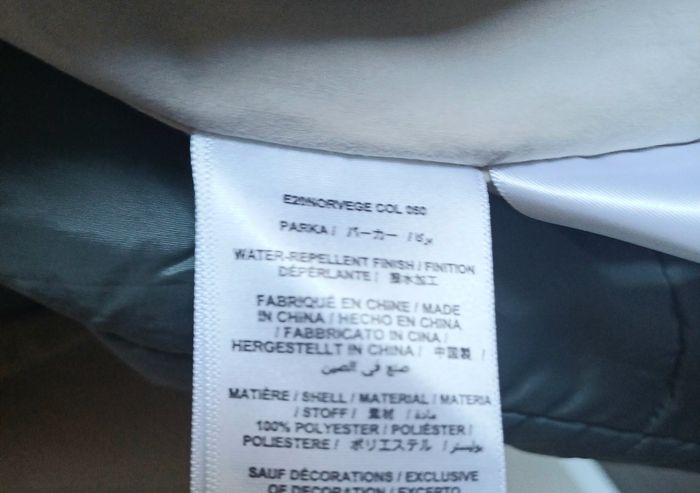 E20NORVEGE COL 050
PARKA / パーカー / بركا
WATER-REPELLENT FINISH / FINITION
DÉPERLANTE / 撥水加工
FABRIQUÉ EN CHINE / MADE
IN CHINA / HECHO EN CHINA
/ FABBRICATO IN CINA /
HERGESTELLT IN CHINA / 中国製 /
صنع في الصين
MATIÈRE / SHELL / MATERIAL / MATERIA
/ STOFF / 素材 / مادة /
100% POLYESTER / POLIÉSTER /
POLIESTERE / ポリエステル / بوليستر /
SAUF DÉCORATIONS / EXCLUSIVE
OF DECORATION / EXCEPTO